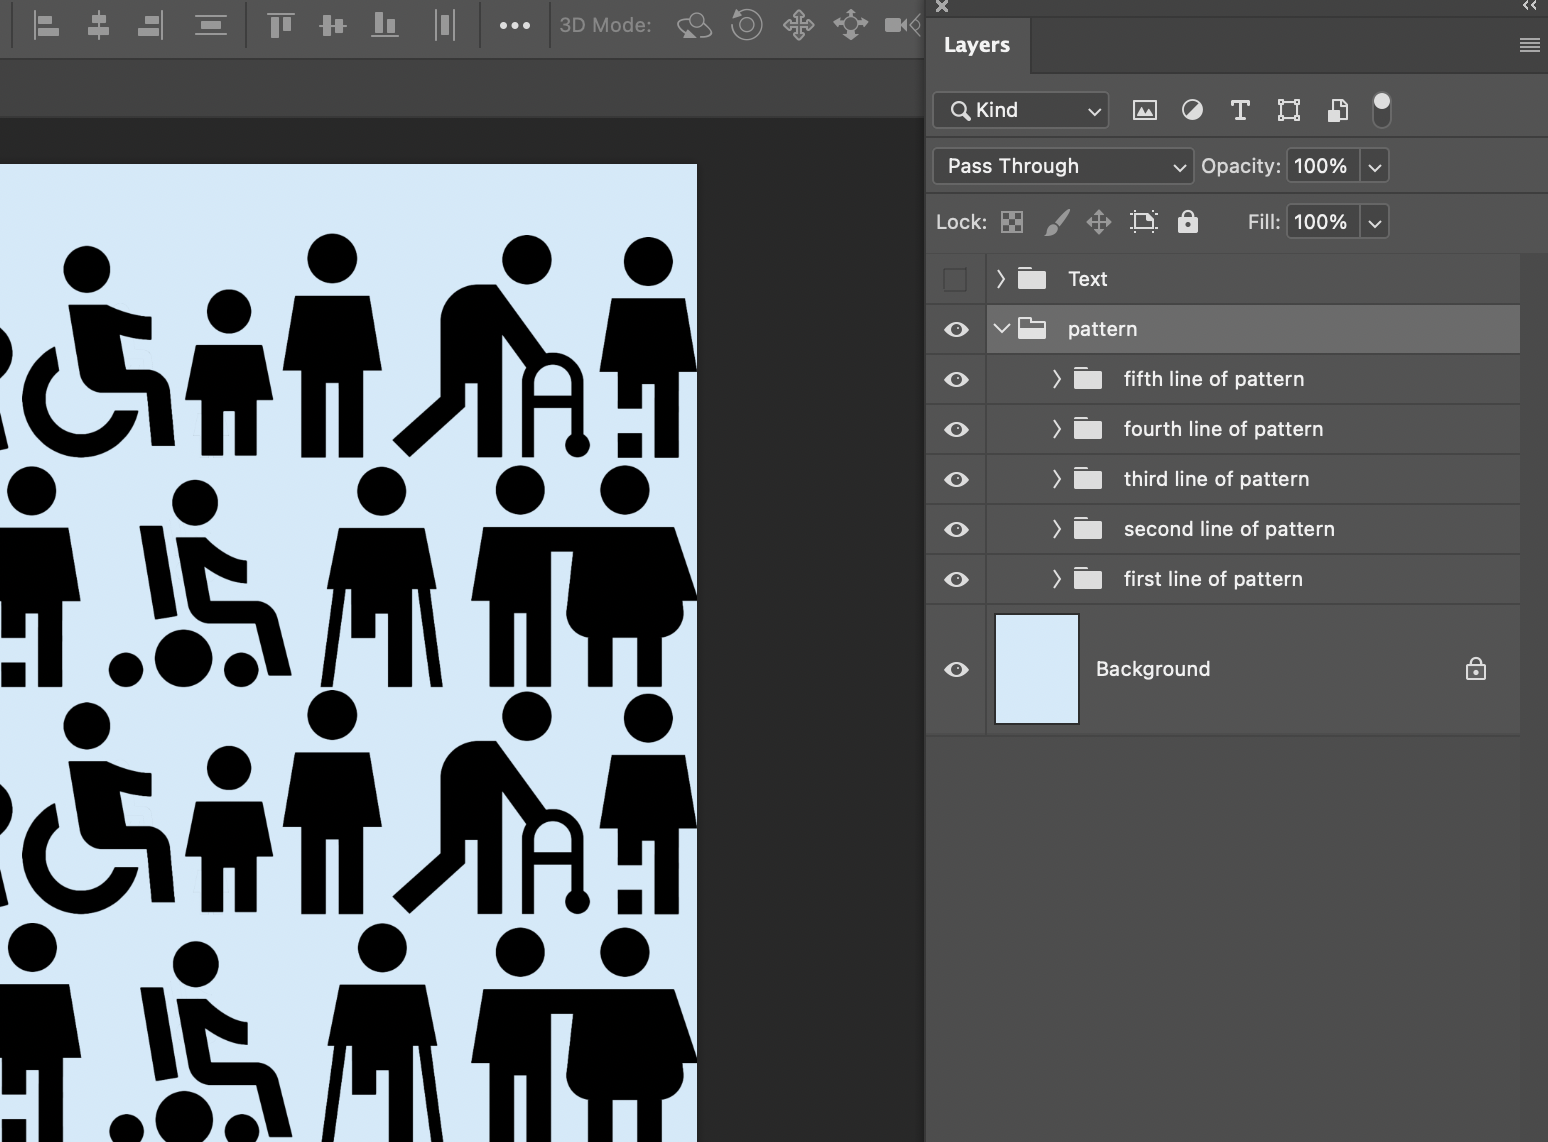 3D Mode:
Layers
Kind
Pass Through
Opacity: 100%
Lock:
Fill: 100%
Text
pattern
fifth line of pattern
fourth line of pattern
third line of pattern
second line of pattern
first line of pattern
Background